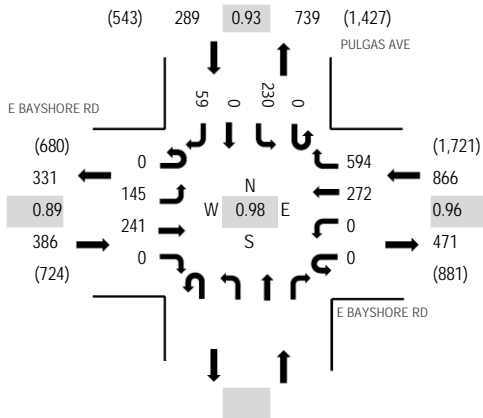 (543) 289 0.93 739 (1,427)
PULGAS AVE
59 0 230 0
E BAYSHORE RD
(680)
331
0.89
386
(724)
0
145
241
0
N
W 0.98 E
S
594
272
0
0
(1,721)
866
0.96
471
(881)
E BAYSHORE RD